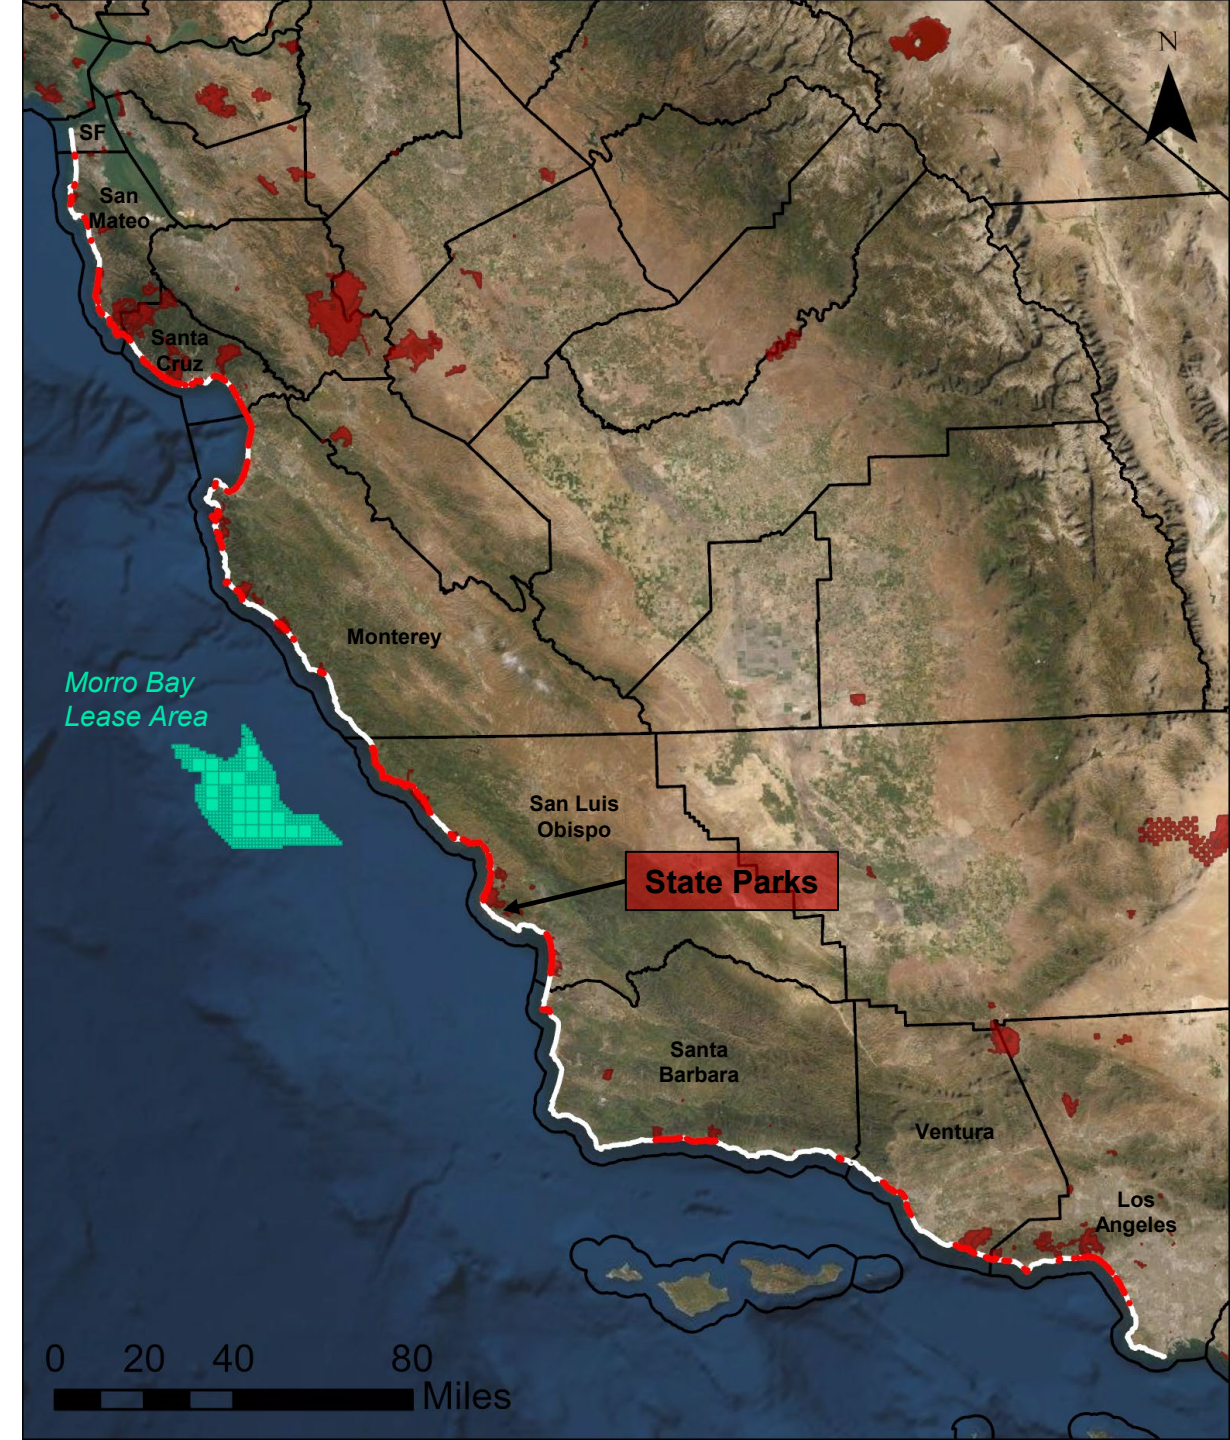 N
SF
San
Mateo
Santa
Cruz
Monterey
Morro Bay
Lease Area
San Luis
Obispo
State Parks
Santa
Barbara
Ventura
Los
Angeles
0 20 40 80
Miles